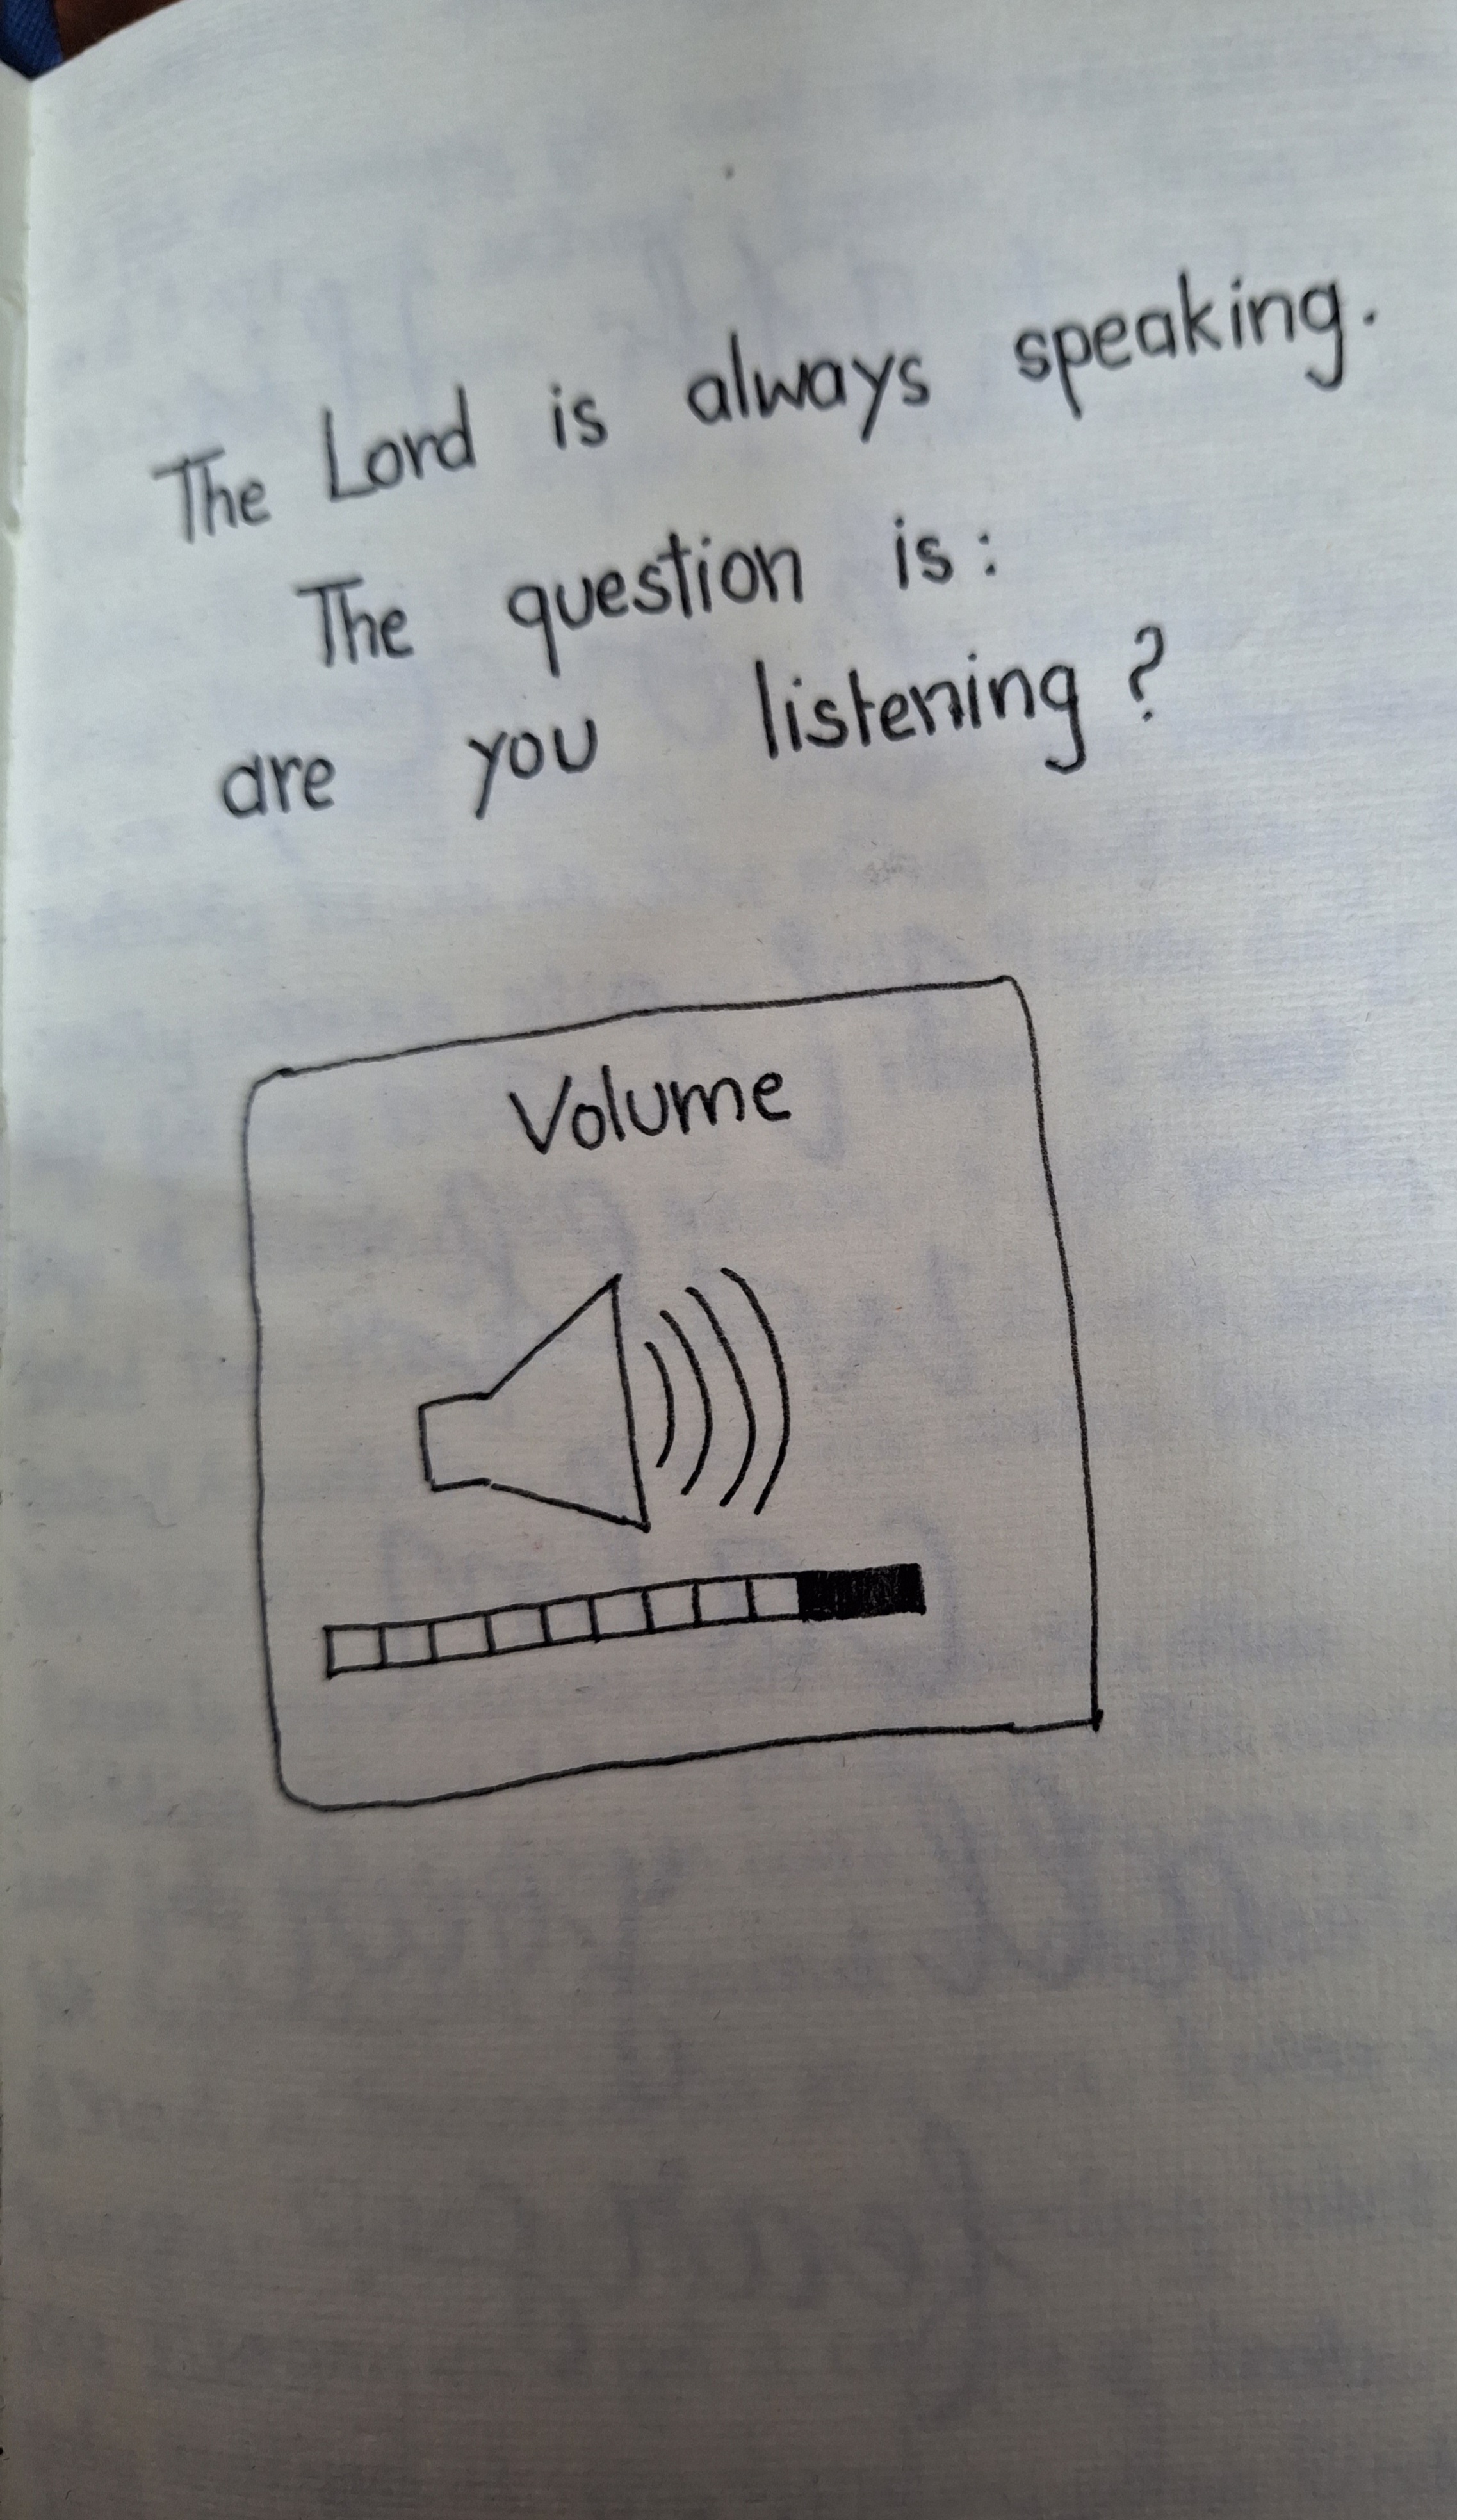 The Lord is always speaking.
The question is:
are you listening?
Volume